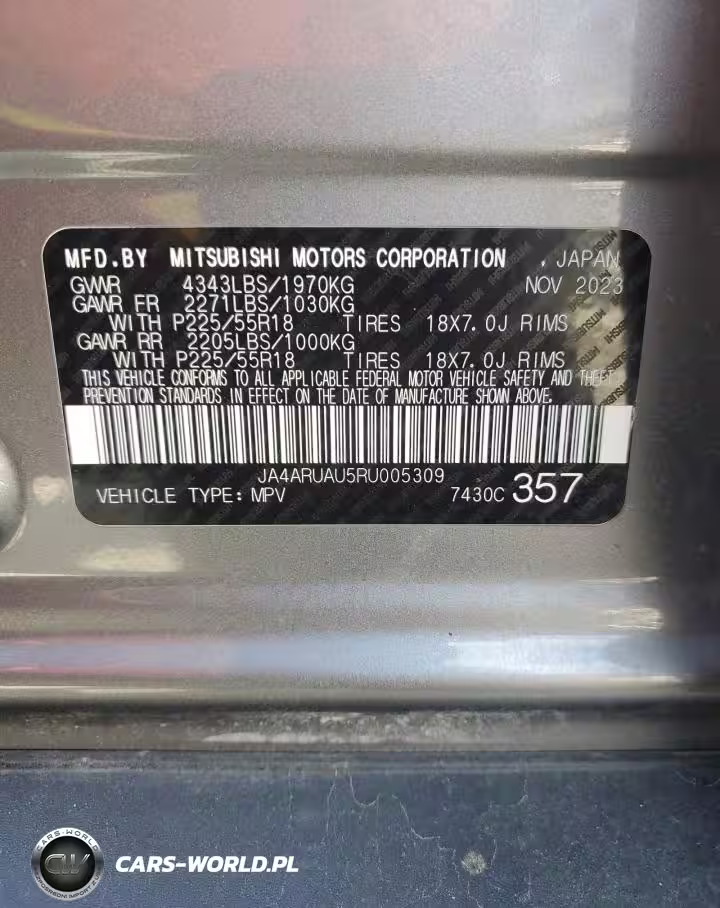 MFD.BY MITSUBISHI MOTORS CORPORATION . JAPAN
GVWR 4343LBS/1970KG NOV 2023
GAWR FR 2271LBS/1030KG
WITH P225/55R18 TIRES 18X7.0J RIMS
GAWR RR 2205LBS/1000KG
WITH P225/55R18 TIRES 18X7.0J RIMS
THIS VEHICLE CONFORMS TO ALL APPLICABLE FEDERAL MOTOR VEHICLE SAFETY AND THEFT
PREVENTION STANDARDS IN EFFECT ON THE DATE OF MANUFACTURE SHOWN ABOVE.
JA4ARUAU5RU005309
VEHICLE TYPE: MPV 7430C 357
CARS-WORLD
CW
CARS-WORLD.PL